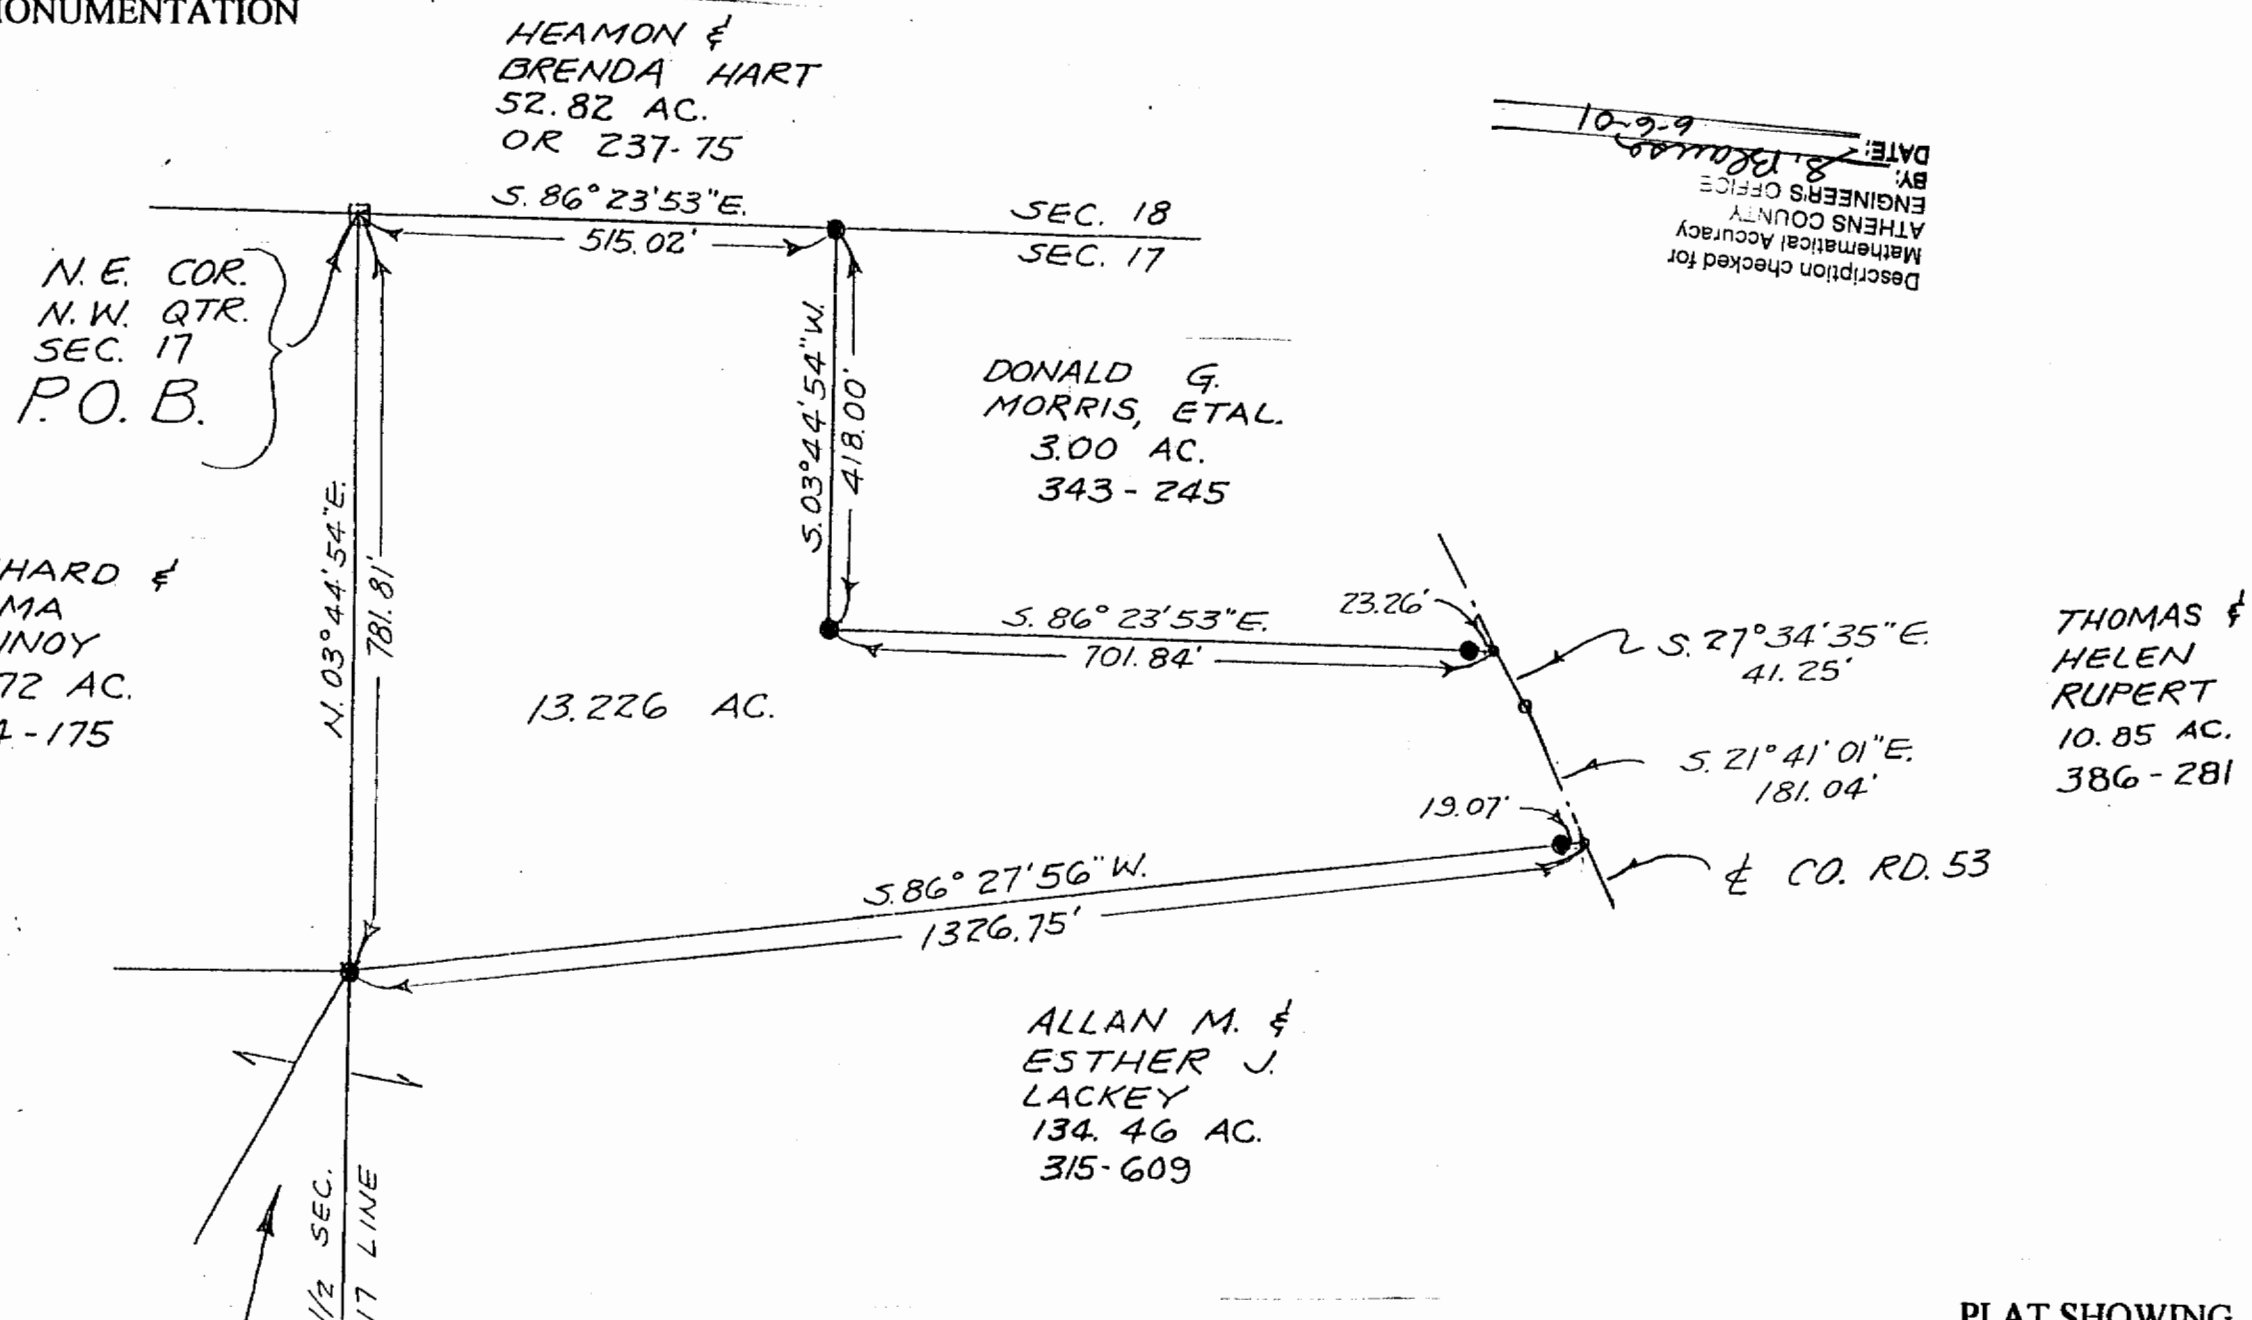 MONUMENTATION
HEAMON &
BRENDA HART
52.82 AC.
OR 237-75
S. 86° 23' 53" E.
515.02'
SEC. 18
SEC. 17
DATE: 6-6-01
BY:
ENGINEER'S OFFICE
ATHENS COUNTY
Mathematical Accuracy
Description checked for
N.E. COR.
N.W. QTR.
SEC. 17
P.O.B.
N. 03° 44' 54" E.
781.81'
S. 03° 44' 54" W.
418.00'
DONALD G.
MORRIS, ETAL.
3.00 AC.
343-245
HARD &
MA
NOY
72 AC.
4-175
13.226 AC.
S. 86° 23' 53" E.
701.84'
23.26'
S. 27° 34' 35" E.
41.25'
S. 21° 41' 01" E.
181.04'
19.07'
THOMAS &
HELEN
RUPERT
10.85 AC.
386-281
S. 86° 27' 56" W.
1326.75'
℄ CO. RD. 53
ALLAN M. &
ESTHER J.
LACKEY
134.46 AC.
315-609
1/2 SEC.
17 LINE
PLAT SHOWING